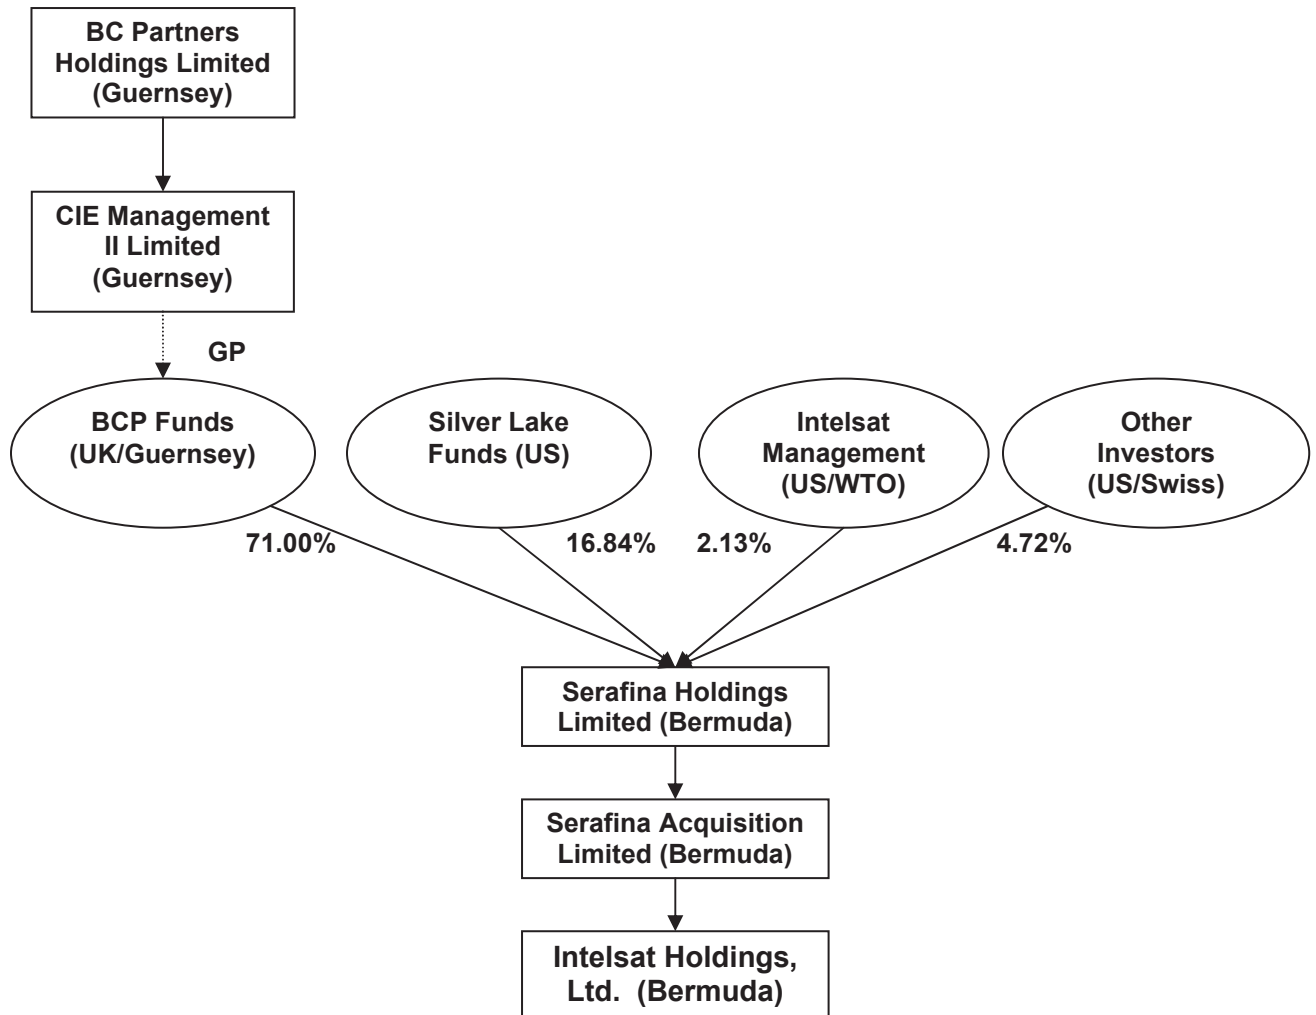 BC Partners
Holdings Limited
(Guernsey)
CIE Management
II Limited
(Guernsey)
GP
BCP Funds
(UK/Guernsey)
Silver Lake
Funds (US)
Intelsat
Management
(US/WTO)
Other
Investors
(US/Swiss)
71.00%
16.84%
2.13%
4.72%
Serafina Holdings
Limited (Bermuda)
Serafina Acquisition
Limited (Bermuda)
Intelsat Holdings,
Ltd. (Bermuda)